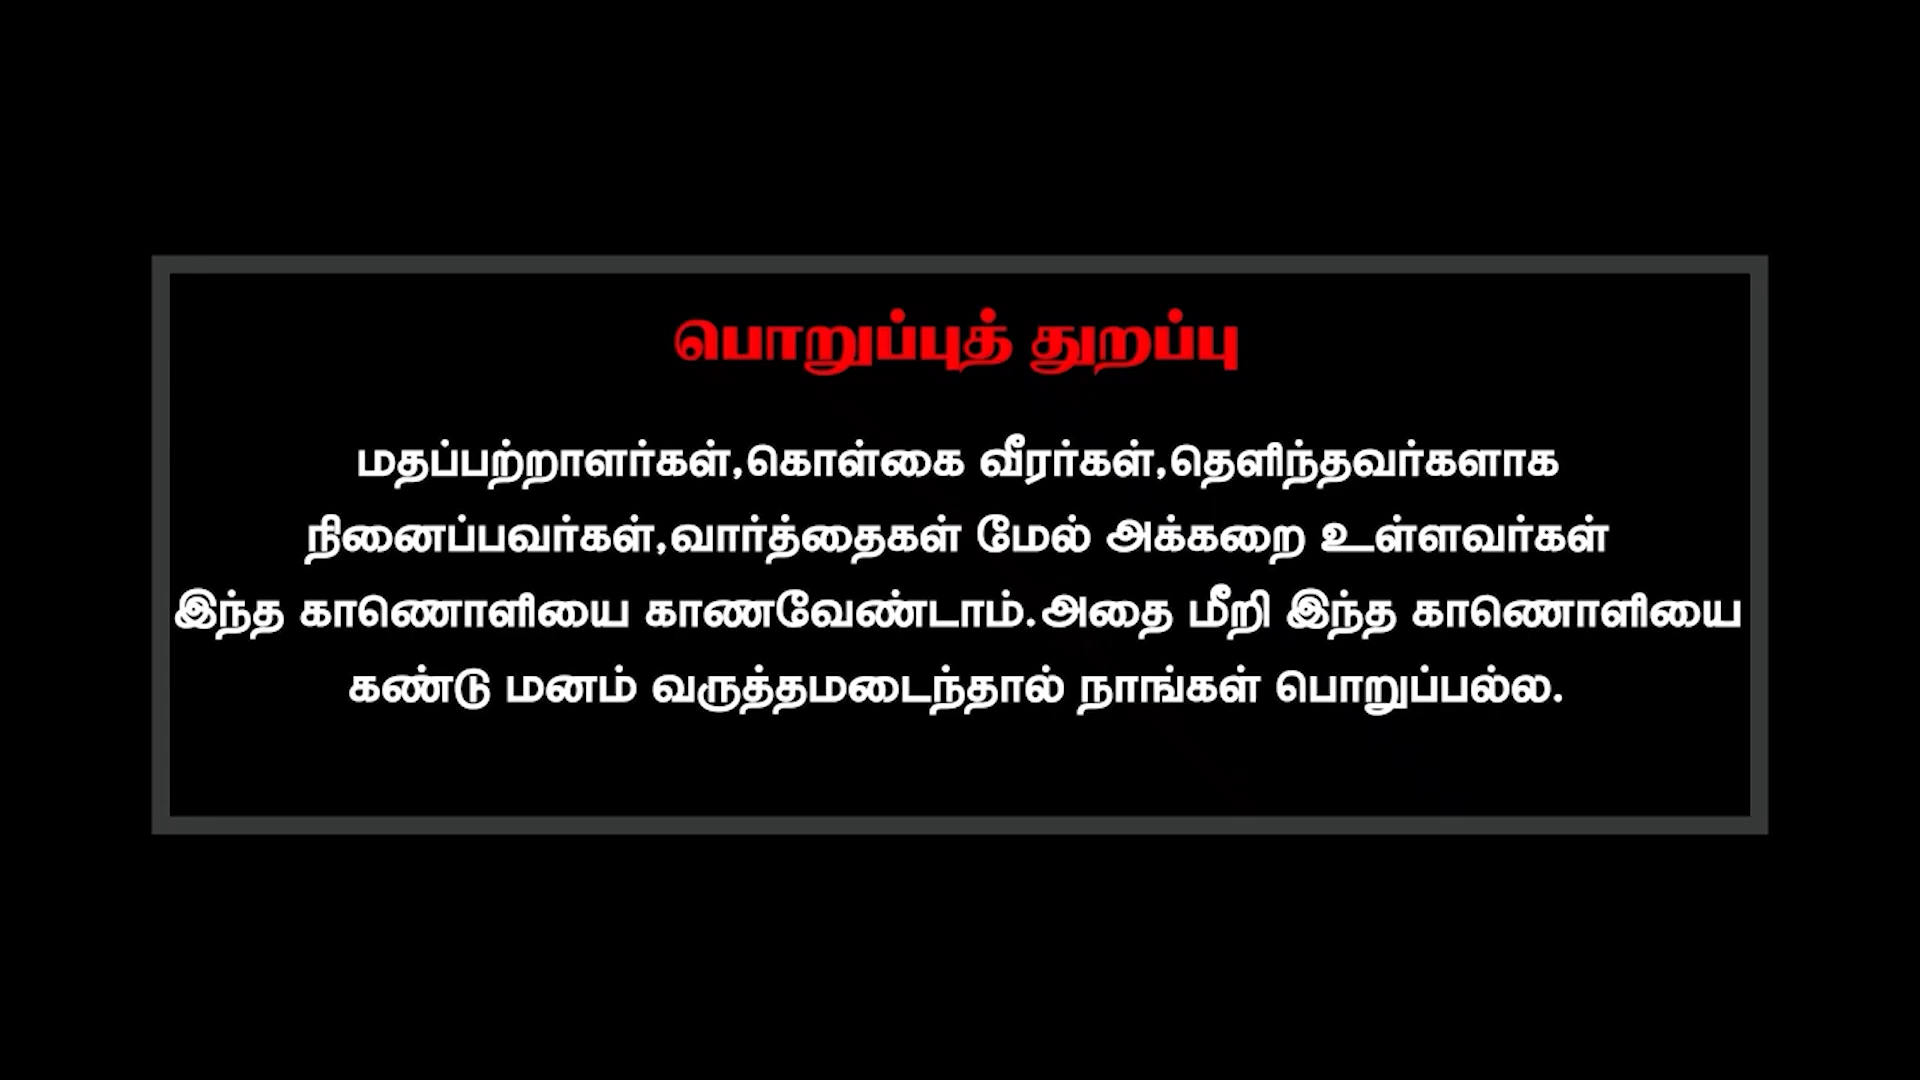 பொறுப்புத் துறப்பு
மதப்பற்றாளர்கள்,கொள்கை வீரர்கள்,தெளிந்தவர்களாக
நினைப்பவர்கள்,வார்த்தைகள் மேல் அக்கறை உள்ளவர்கள்
இந்த காணொளியை காணவேண்டாம்.அதை மீறி இந்த காணொளியை
கண்டு மனம் வருத்தமடைந்தால் நாங்கள் பொறுப்பல்ல.